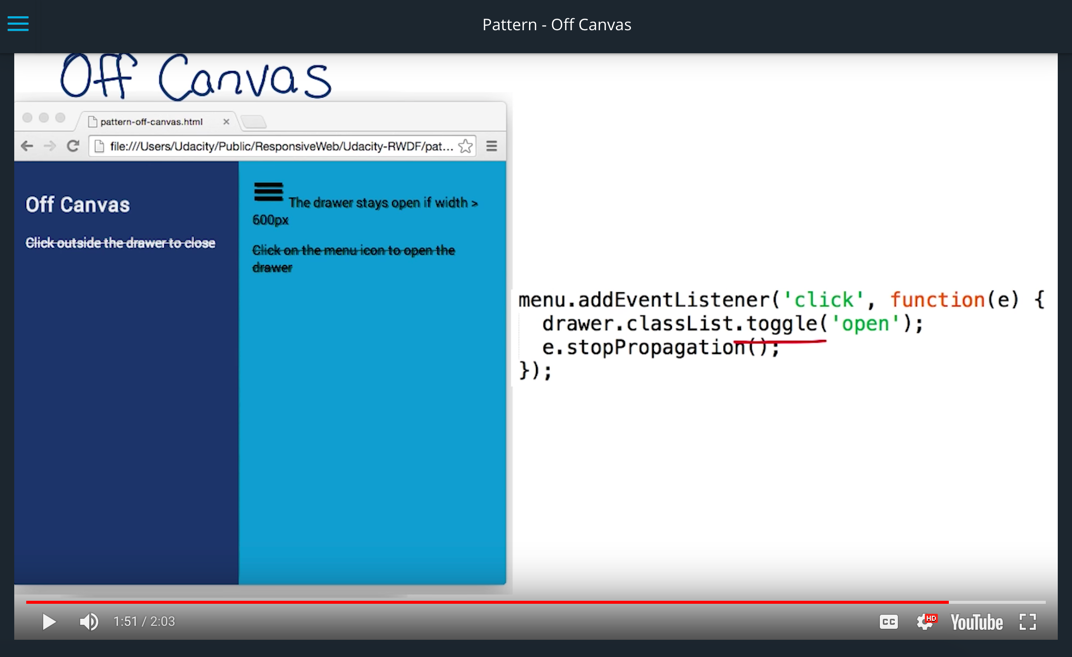 Pattern - Off Canvas
Off Canvas
pattern-off-canvas.html
file:///Users/Udacity/Public/ResponsiveWeb/Udacity-RWDF/pat...
Off Canvas
Click outside the drawer to close
The drawer stays open if width >
600px
Click on the menu icon to open the
drawer
menu.addEventListener('click', function(e) {
  drawer.classList.toggle('open');
  e.stopPropagation();
});
1:51 / 2:03
CC
HD
YouTube